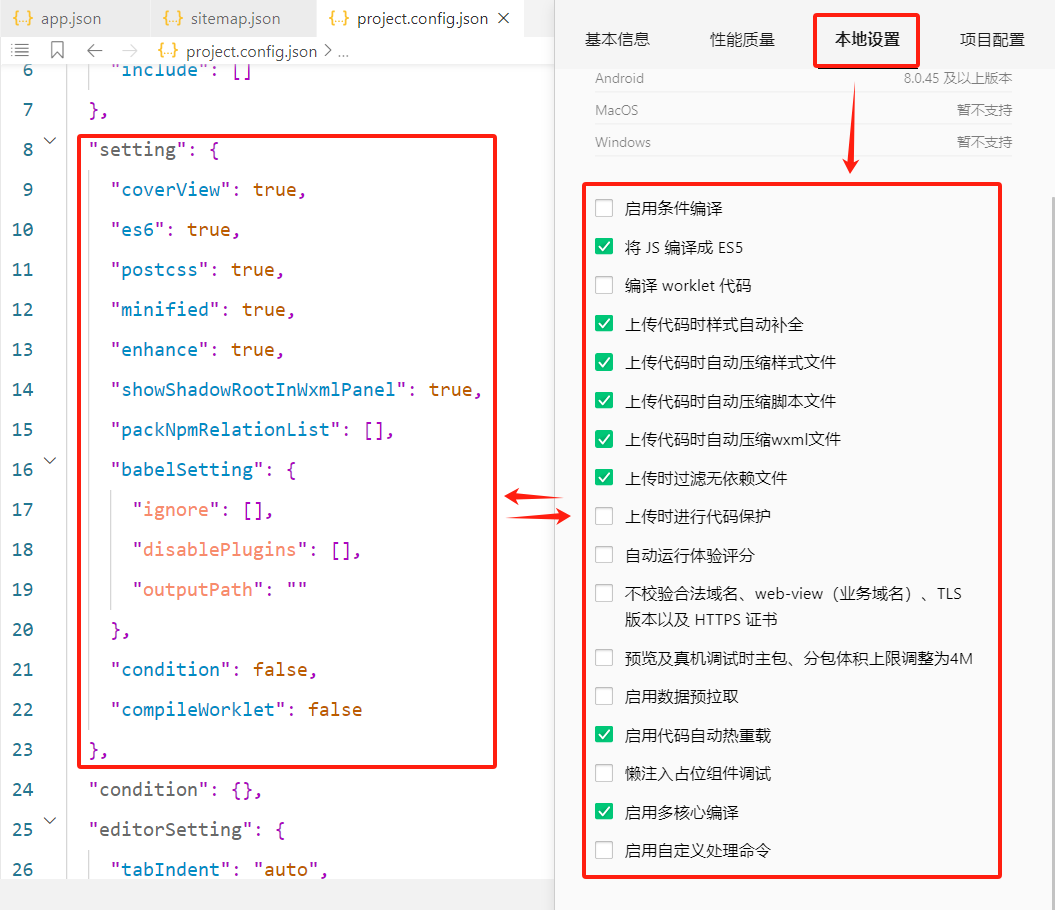 app.json
sitemap.json
project.config.json
project.config.json > ...
6 "include": []
7 },
8 "setting": {
9 "coverView": true,
10 "es6": true,
11 "postcss": true,
12 "minified": true,
13 "enhance": true,
14 "showShadowRootInWxmlPanel": true,
15 "packNpmRelationList": [],
16 "babelSetting": {
17 "ignore": [],
18 "disablePlugins": [],
19 "outputPath": ""
20 },
21 "condition": false,
22 "compileWorklet": false
23 },
24 "condition": {},
25 "editorSetting": {
26 "tabIndent": "auto",
基本信息 性能质量 本地设置 项目配置
Android 8.0.45 及以上版本
MacOS 暂不支持
Windows 暂不支持
启用条件编译
将 JS 编译成 ES5
编译 worklet 代码
上传代码时样式自动补全
上传代码时自动压缩样式文件
上传代码时自动压缩脚本文件
上传代码时自动压缩wxml文件
上传时过滤无依赖文件
上传时进行代码保护
自动运行体验评分
不校验合法域名、web-view（业务域名）、TLS
版本以及 HTTPS 证书
预览及真机调试时主包、分包体积上限调整为4M
启用数据预拉取
启用代码自动热重载
懒注入占位组件调试
启用多核心编译
启用自定义处理命令